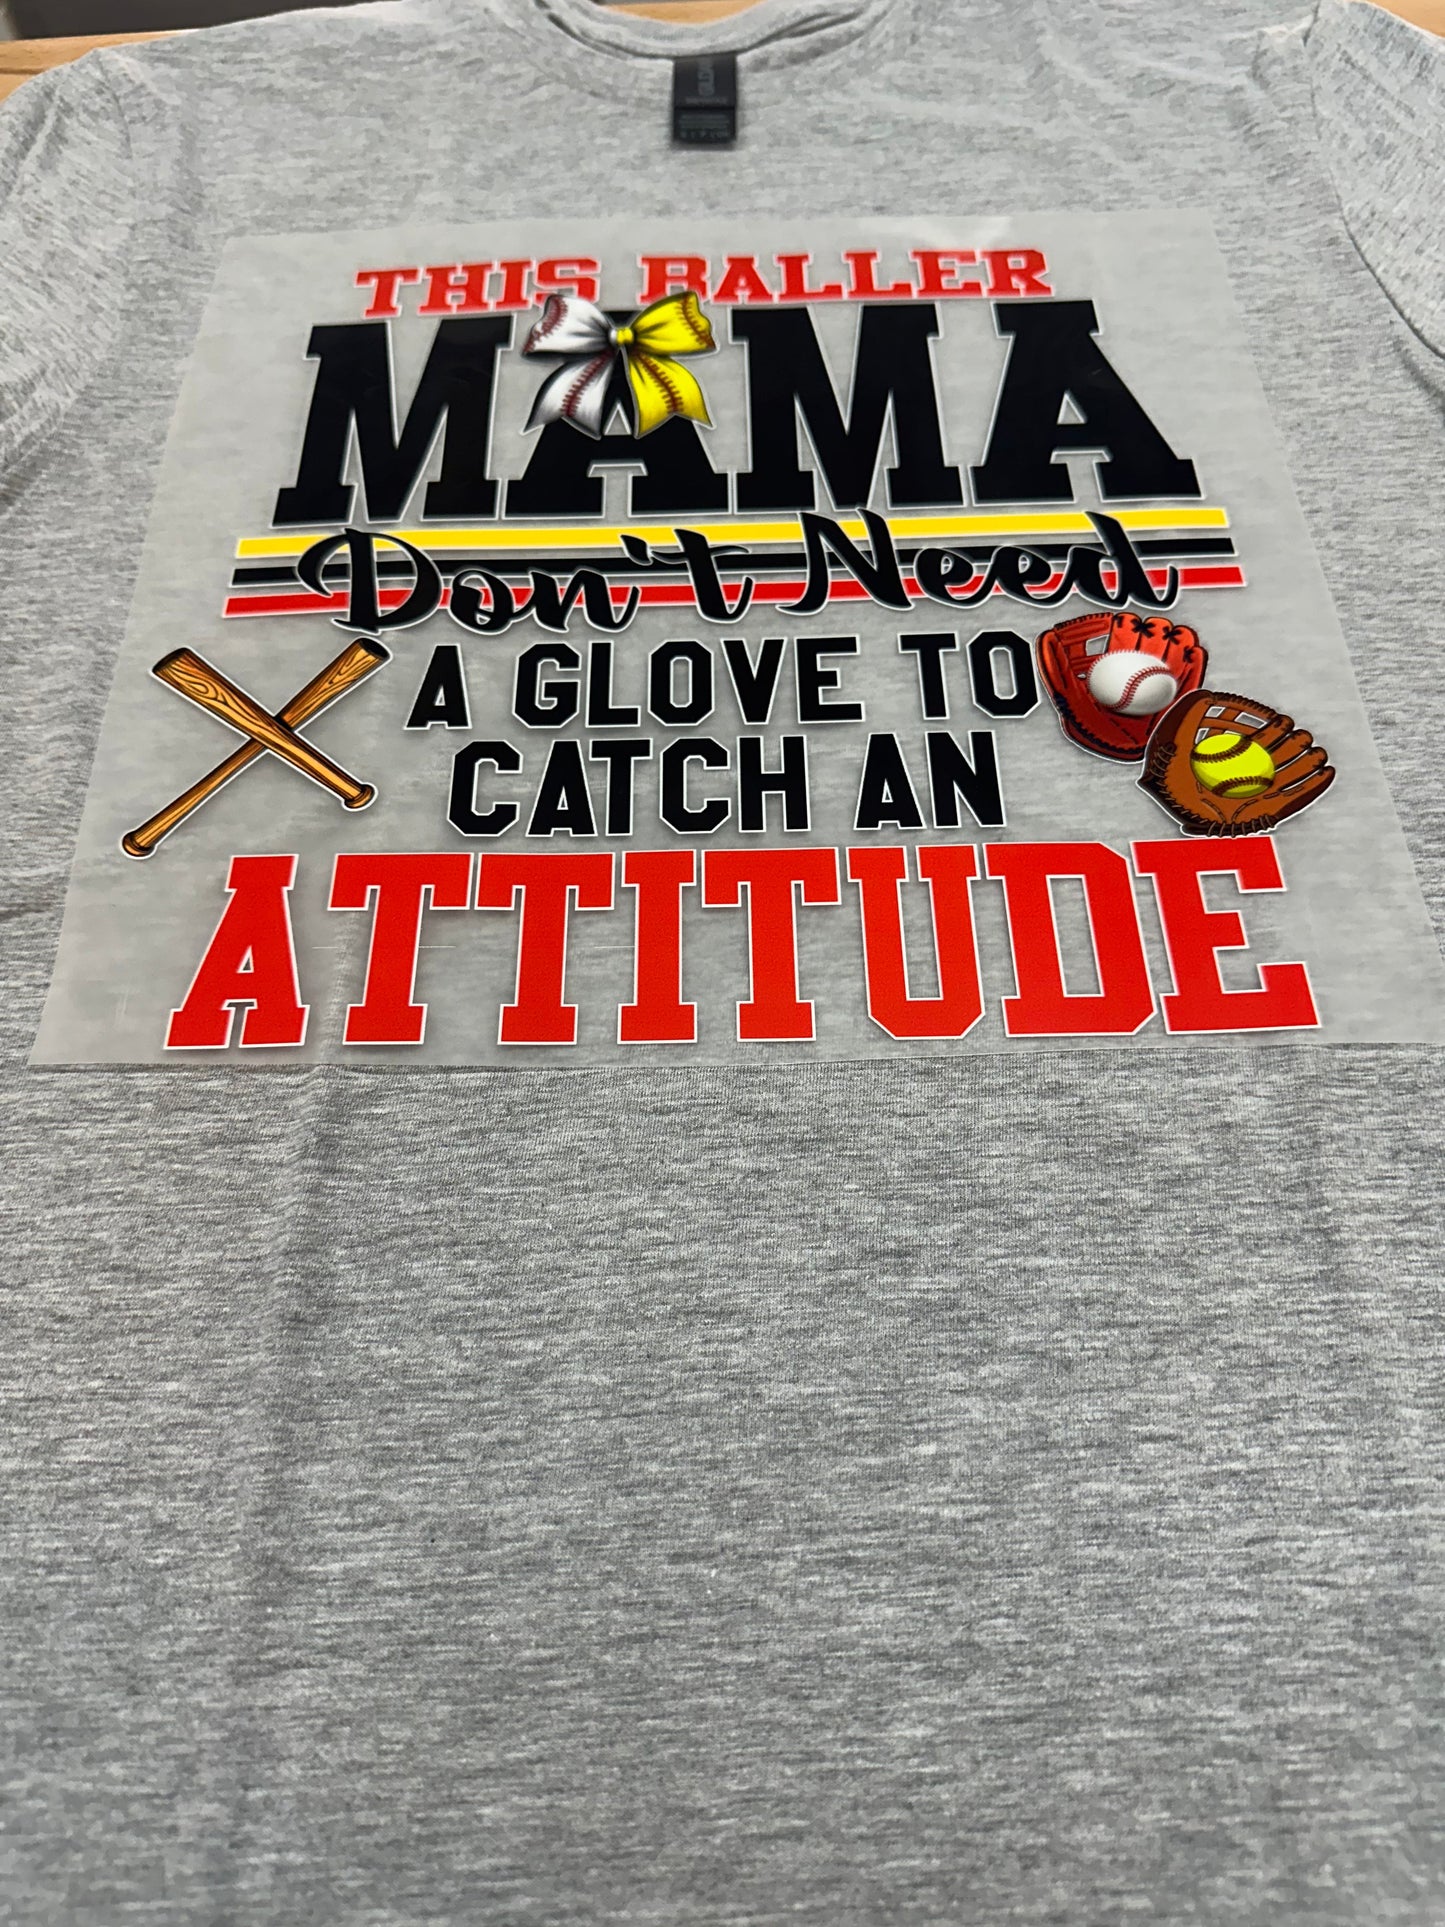 THIS BALLER
MAMA
Don't Need
A GLOVE TO
CATCH AN
ATTITUDE